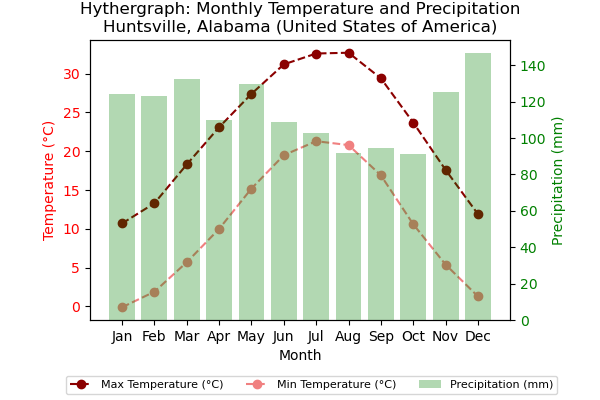 Hythergraph: Monthly Temperature and Precipitation
Huntsville, Alabama (United States of America)
Temperature (°C)
30
25
20
15
10
5
0
140
120
100
80
60
40
20
0
Precipitation (mm)
Jan Feb Mar Apr May Jun Jul Aug Sep Oct Nov Dec
Month
Max Temperature (°C) Min Temperature (°C) Precipitation (mm)